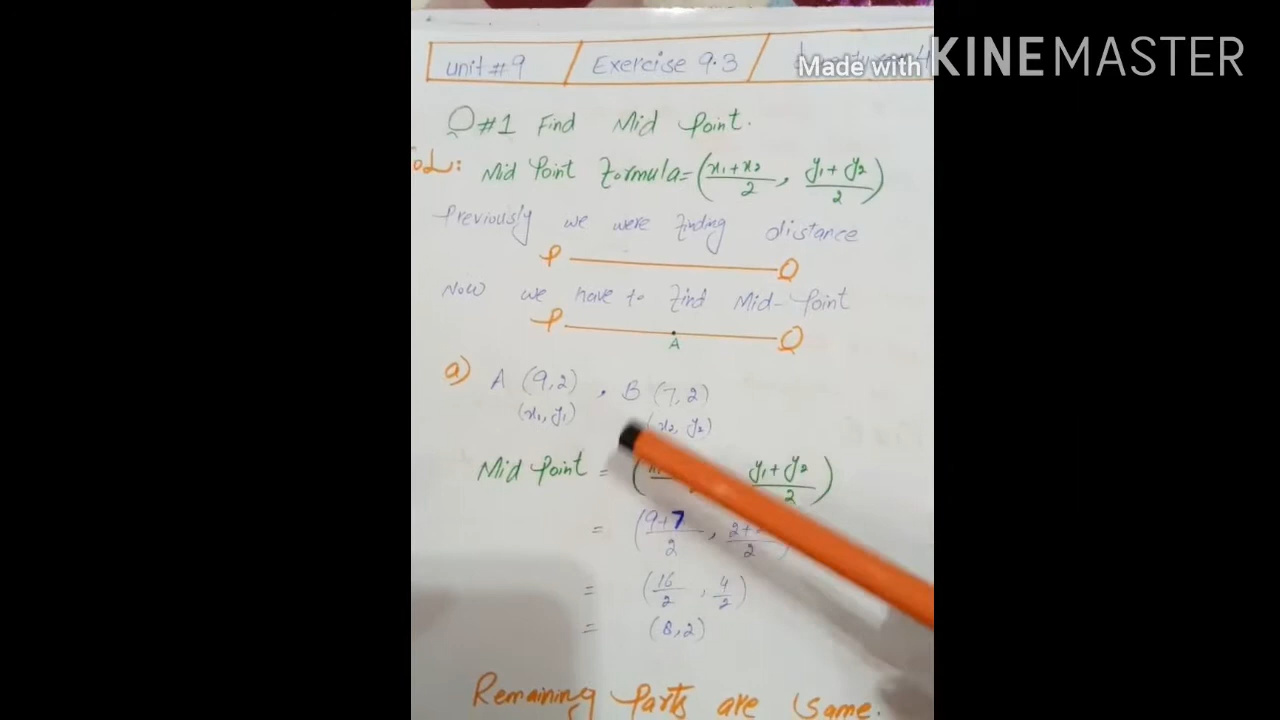 Made with KINEMASTER
unit # 9 Exercise 9.3
Q#1 Find Mid Point.
Sol: Mid Point Formula=(x₁+x₂/2, y₁+y₂/2)
Previously we were finding distance
P Q
Now we have to find Mid-Point
P A Q
a) A (9,2) , B (7,2)
(x₁, y₁) (x₂, y₂)
Mid Point = ( , y₁+y₂/2)
= (9+7/2, 2+ /2)
= (16/2, 4/2)
= (8,2)
Remaining Parts are Same.